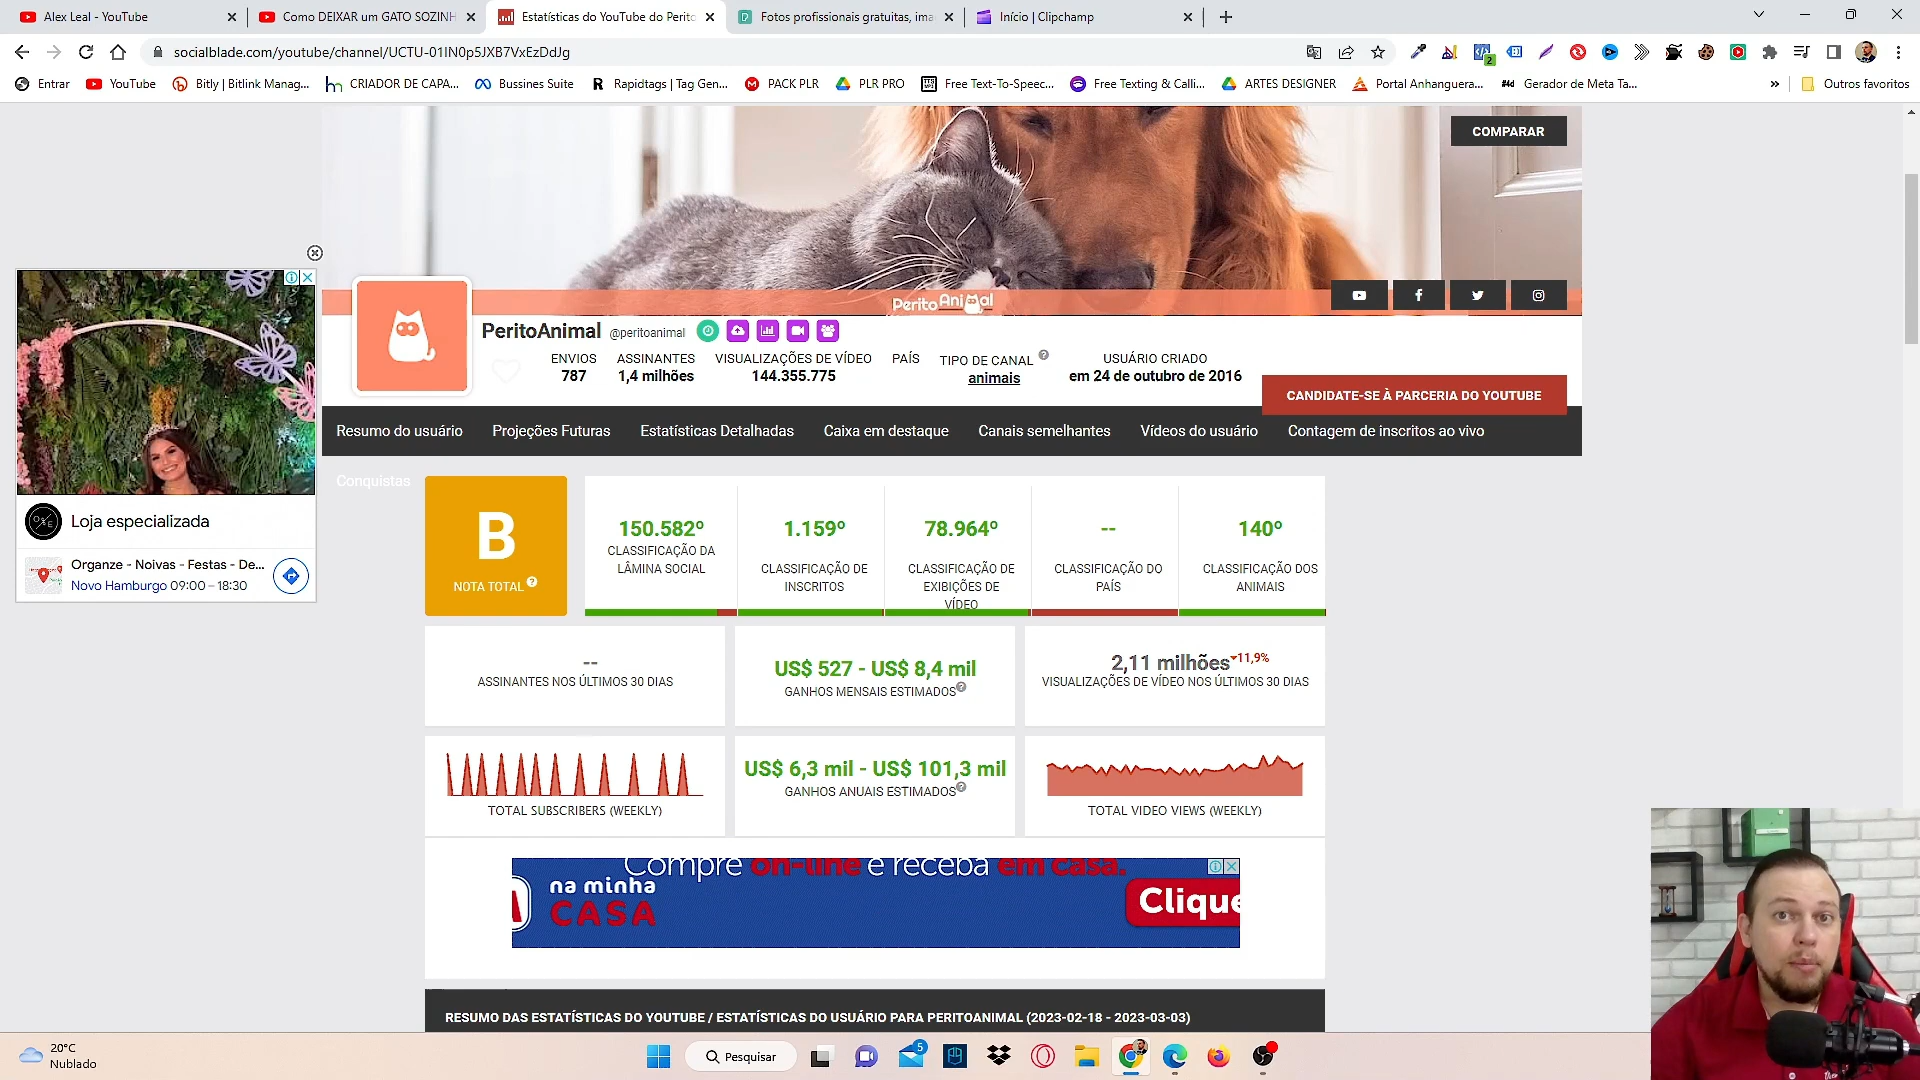 Alex Leal - YouTube
Como DEIXAR um GATO SOZINH
Estatísticas do YouTube do Perito
Fotos profissionais gratuitas, ima
Início | Clipchamp
socialblade.com/youtube/channel/UCTU-01IN0p5JXB7VxEzDdJg
2
Entrar
YouTube
Bitly | Bitlink Manag...
CRIADOR DE CAPA...
Bussines Suite
Rapidtags | Tag Gen...
PACK PLR
PLR PRO
Free Text-To-Speec...
Free Texting & Calli...
ARTES DESIGNER
Portal Anhanguera...
Gerador de Meta Ta...
»
Outros favoritos
COMPARAR
PeritoAnimal
PeritoAnimal @peritoanimal
ENVIOS
787
ASSINANTES
1,4 milhões
VISUALIZAÇÕES DE VÍDEO
144.355.775
PAÍS
TIPO DE CANAL
animais
USUÁRIO CRIADO
em 24 de outubro de 2016
CANDIDATE-SE À PARCERIA DO YOUTUBE
Resumo do usuário
Projeções Futuras
Estatísticas Detalhadas
Caixa em destaque
Canais semelhantes
Vídeos do usuário
Contagem de inscritos ao vivo
Conquistas
Loja especializada
Organze - Noivas - Festas - De...
Novo Hamburgo 09:00 – 18:30
B
NOTA TOTAL
150.582º
CLASSIFICAÇÃO DA
LÂMINA SOCIAL
1.159º
CLASSIFICAÇÃO DE
INSCRITOS
78.964º
CLASSIFICAÇÃO DE
EXIBIÇÕES DE
VÍDEO
--
CLASSIFICAÇÃO DO
PAÍS
140º
CLASSIFICAÇÃO DOS
ANIMAIS
--
ASSINANTES NOS ÚLTIMOS 30 DIAS
US$ 527 - US$ 8,4 mil
GANHOS MENSAIS ESTIMADOS
2,11 milhões 11,9%
VISUALIZAÇÕES DE VÍDEO NOS ÚLTIMOS 30 DIAS
TOTAL SUBSCRIBERS (WEEKLY)
US$ 6,3 mil - US$ 101,3 mil
GANHOS ANUAIS ESTIMADOS
TOTAL VIDEO VIEWS (WEEKLY)
Compre on-line e receba em casa.
na minha
CASA
Clique
RESUMO DAS ESTATÍSTICAS DO YOUTUBE / ESTATÍSTICAS DO USUÁRIO PARA PERITOANIMAL (2023-02-18 - 2023-03-03)
20°C
Nublado
Pesquisar
5